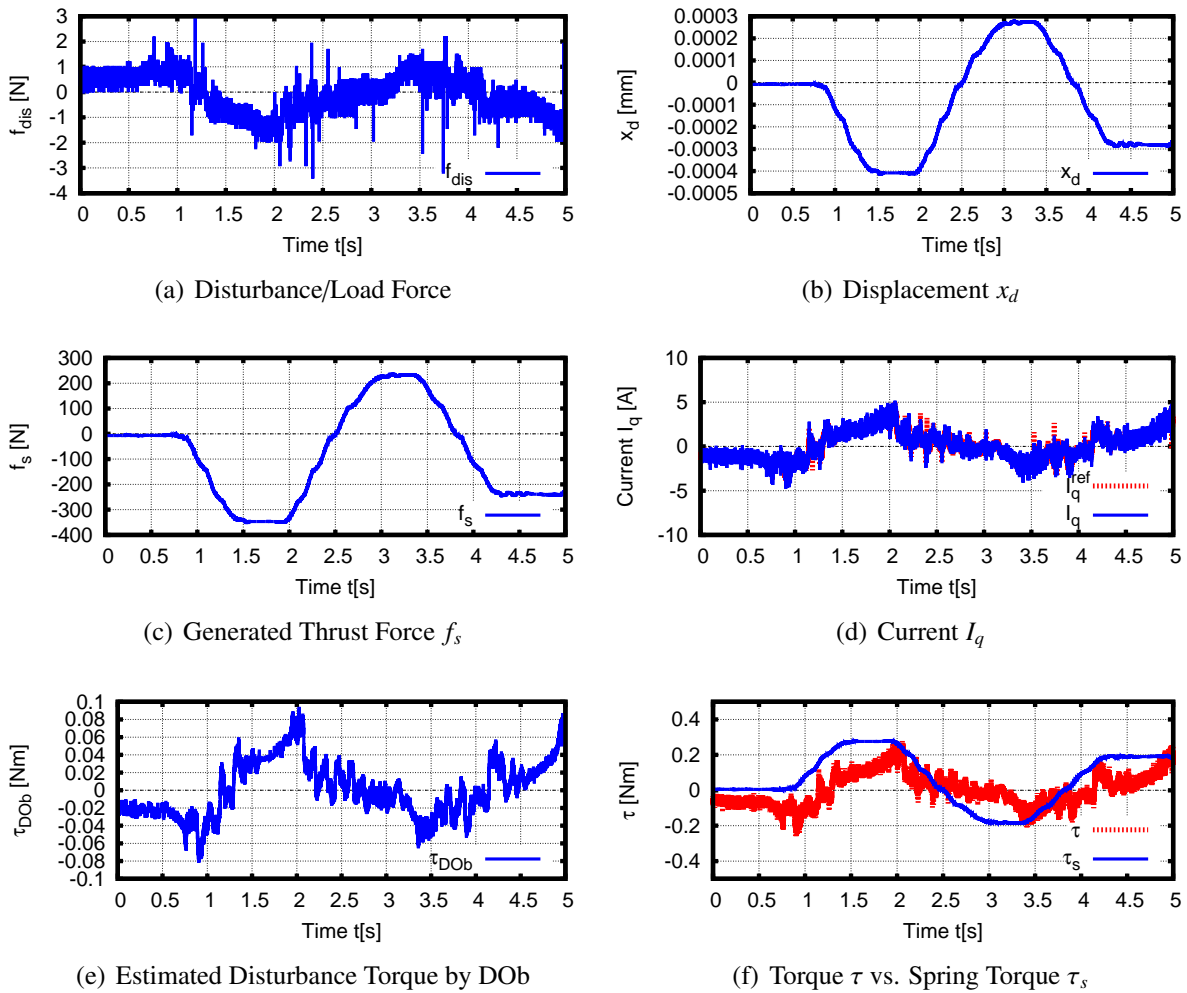 3
2
1
0
-1
-2
-3
-4
f_dis [N]
f_dis
0 0.5 1 1.5 2 2.5 3 3.5 4 4.5 5
Time t[s]
(a) Disturbance/Load Force
0.0003
0.0002
0.0001
0
-0.0001
-0.0002
-0.0003
-0.0004
-0.0005
x_d [mm]
x_d
0 0.5 1 1.5 2 2.5 3 3.5 4 4.5 5
Time t[s]
(b) Displacement x_d
300
200
100
0
-100
-200
-300
-400
f_s [N]
f_s
0 0.5 1 1.5 2 2.5 3 3.5 4 4.5 5
Time t[s]
(c) Generated Thrust Force f_s
10
5
0
-5
-10
Current I_q [A]
I_q^ref
I_q
0 0.5 1 1.5 2 2.5 3 3.5 4 4.5 5
Time t[s]
(d) Current I_q
0.1
0.08
0.06
0.04
0.02
0
-0.02
-0.04
-0.06
-0.08
-0.1
τ_DOb [Nm]
τ_DOb
0 0.5 1 1.5 2 2.5 3 3.5 4 4.5 5
Time t[s]
(e) Estimated Disturbance Torque by DOb
0.4
0.2
0
-0.2
-0.4
τ [Nm]
τ
τ_s
0 0.5 1 1.5 2 2.5 3 3.5 4 4.5 5
Time t[s]
(f) Torque τ vs. Spring Torque τ_s